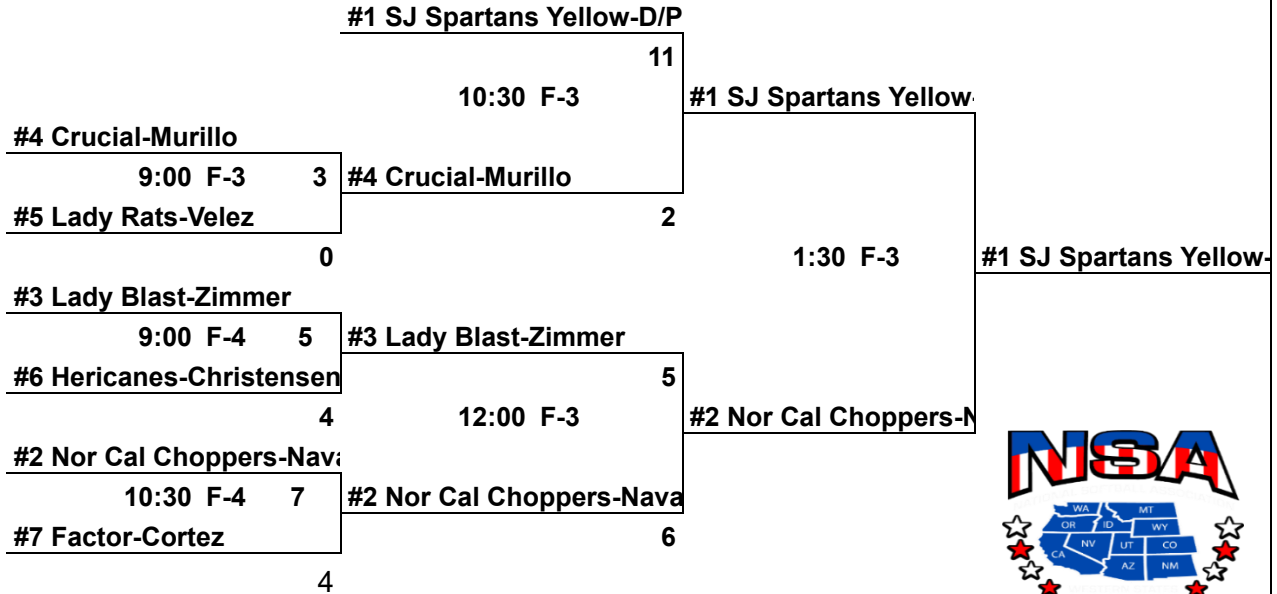 #1 SJ Spartans Yellow-D/P
11
10:30 F-3 #1 SJ Spartans Yellow-
#4 Crucial-Murillo
9:00 F-3 3 #4 Crucial-Murillo
#5 Lady Rats-Velez 2
0 1:30 F-3 #1 SJ Spartans Yellow-
#3 Lady Blast-Zimmer
9:00 F-4 5 #3 Lady Blast-Zimmer
#6 Hericanes-Christensen 5
4 12:00 F-3 #2 Nor Cal Choppers-N
#2 Nor Cal Choppers-Nava
10:30 F-4 7 #2 Nor Cal Choppers-Nava
#7 Factor-Cortez 6
4
NSA
WA MT
OR ID WY
NV UT CO
CA
AZ NM